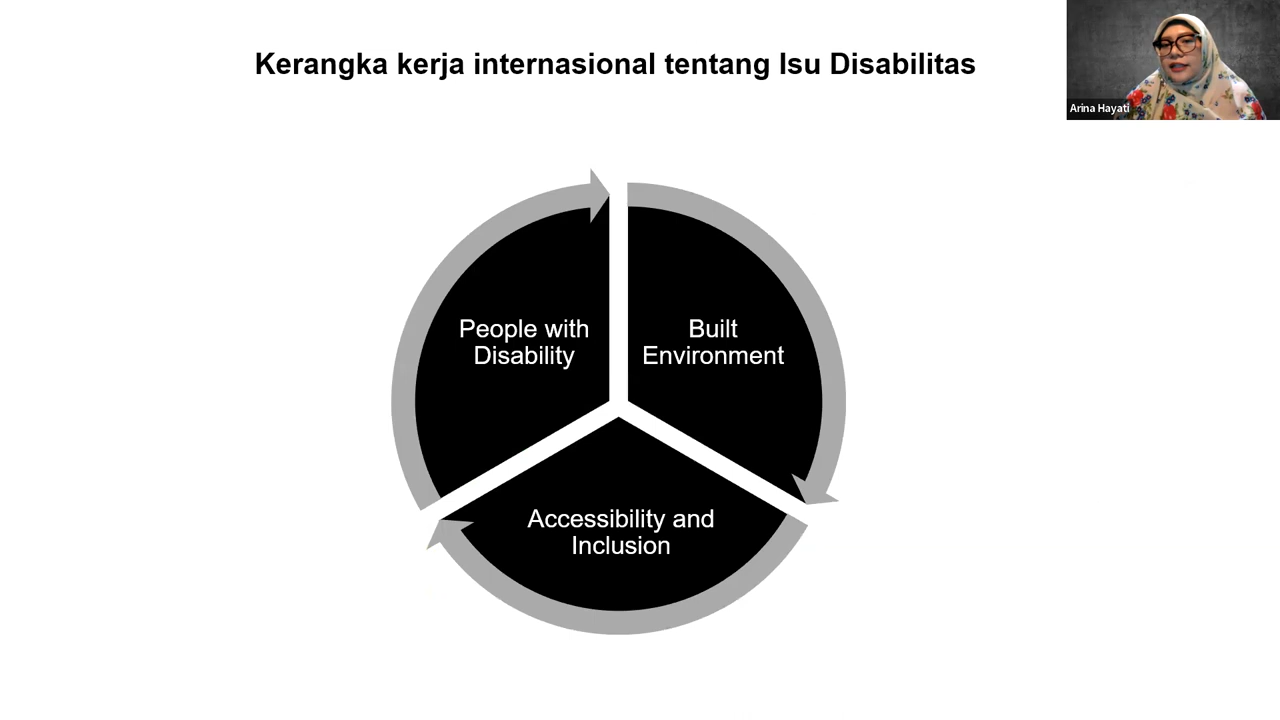 Kerangka kerja internasional tentang Isu Disabilitas
Arina Hayati
People with
Disability
Built
Environment
Accessibility and
Inclusion